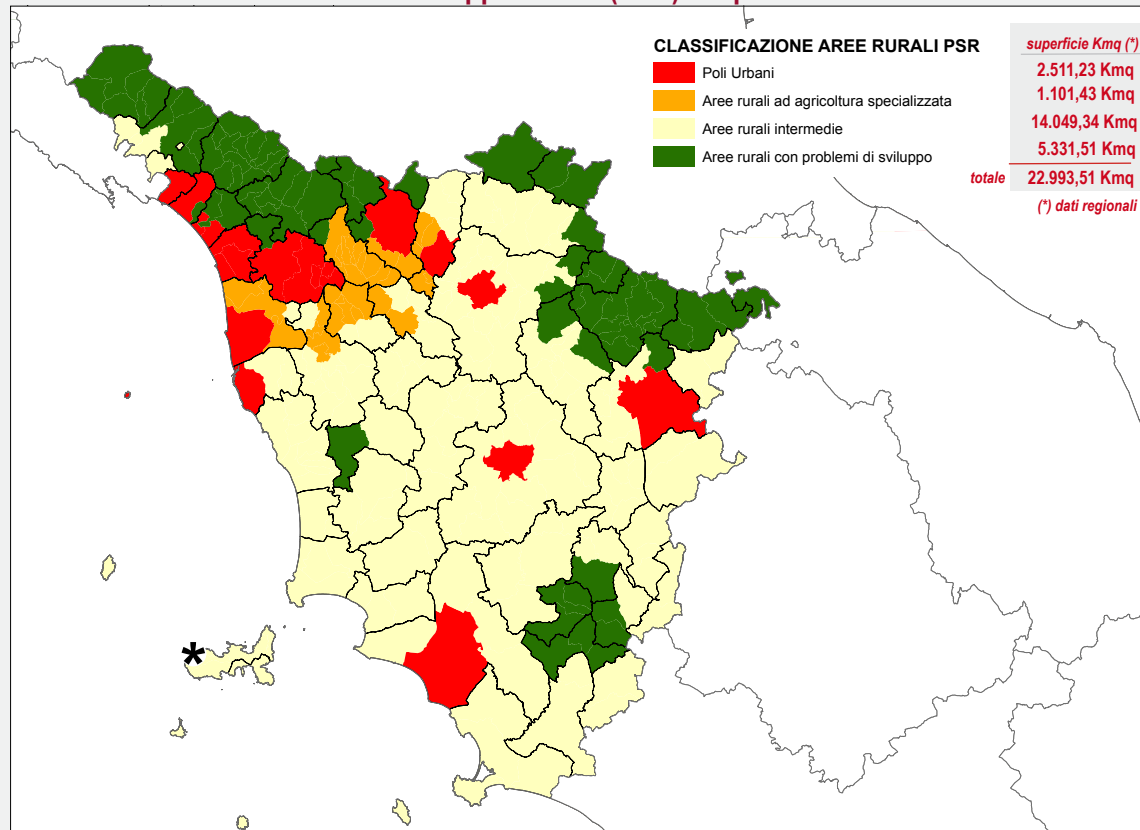 CLASSIFICAZIONE AREE RURALI PSR
superficie Kmq (*)
Poli Urbani
2.511,23 Kmq
Aree rurali ad agricoltura specializzata
1.101,43 Kmq
Aree rurali intermedie
14.049,34 Kmq
Aree rurali con problemi di sviluppo
5.331,51 Kmq
totale 22.993,51 Kmq
(*) dati regionali
*